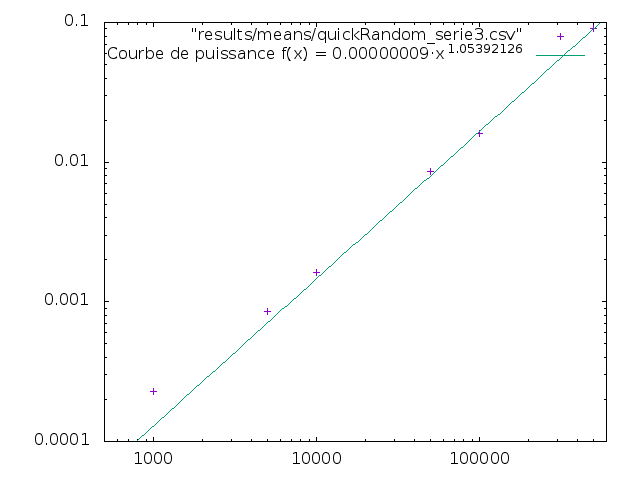 0.1
"results/means/quickRandom_serie3.csv"
Courbe de puissance f(x) = 0.00000009·x^1.05392126
0.01
0.001
0.0001
1000 10000 100000